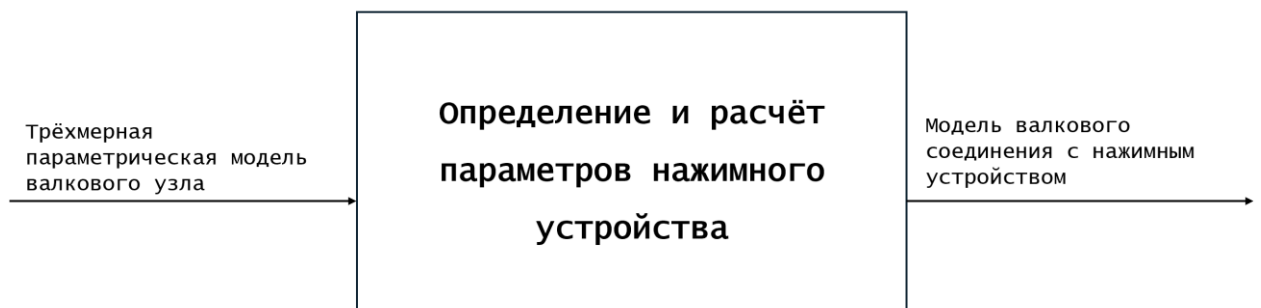 Трёхмерная
параметрическая модель
валкового узла
Определение и расчёт
параметров нажимного
устройства
Модель валкового
соединения с нажимным
устройством